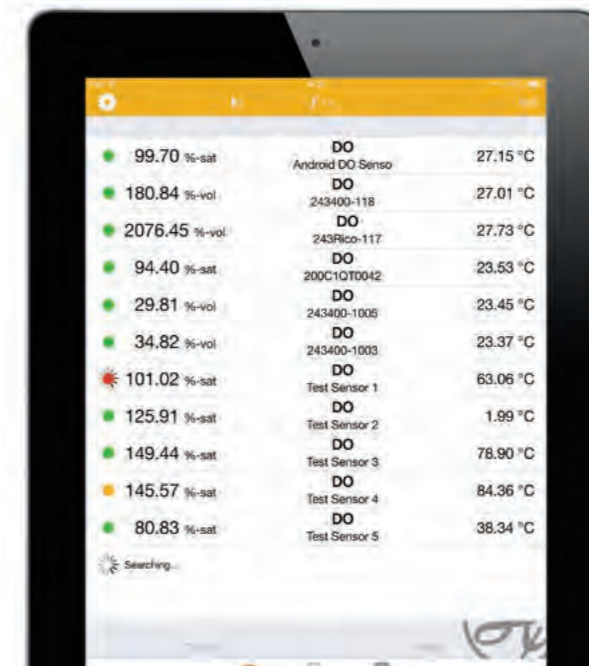 99.70 %-sat DO 27.15 °C
Android DO Senso
180.84 %-vol DO 27.01 °C
243400-118
2076.45 %-vol DO 27.73 °C
243Rico-117
94.40 %-sat DO 23.53 °C
200C1QT0042
29.81 %-vol DO 23.45 °C
243400-1005
34.82 %-vol DO 23.37 °C
243400-1003
101.02 %-sat DO 63.06 °C
Test Sensor 1
125.91 %-sat DO 1.99 °C
Test Sensor 2
149.44 %-sat DO 78.90 °C
Test Sensor 3
145.57 %-sat DO 84.36 °C
Test Sensor 4
80.83 %-sat DO 38.34 °C
Test Sensor 5
Searching...